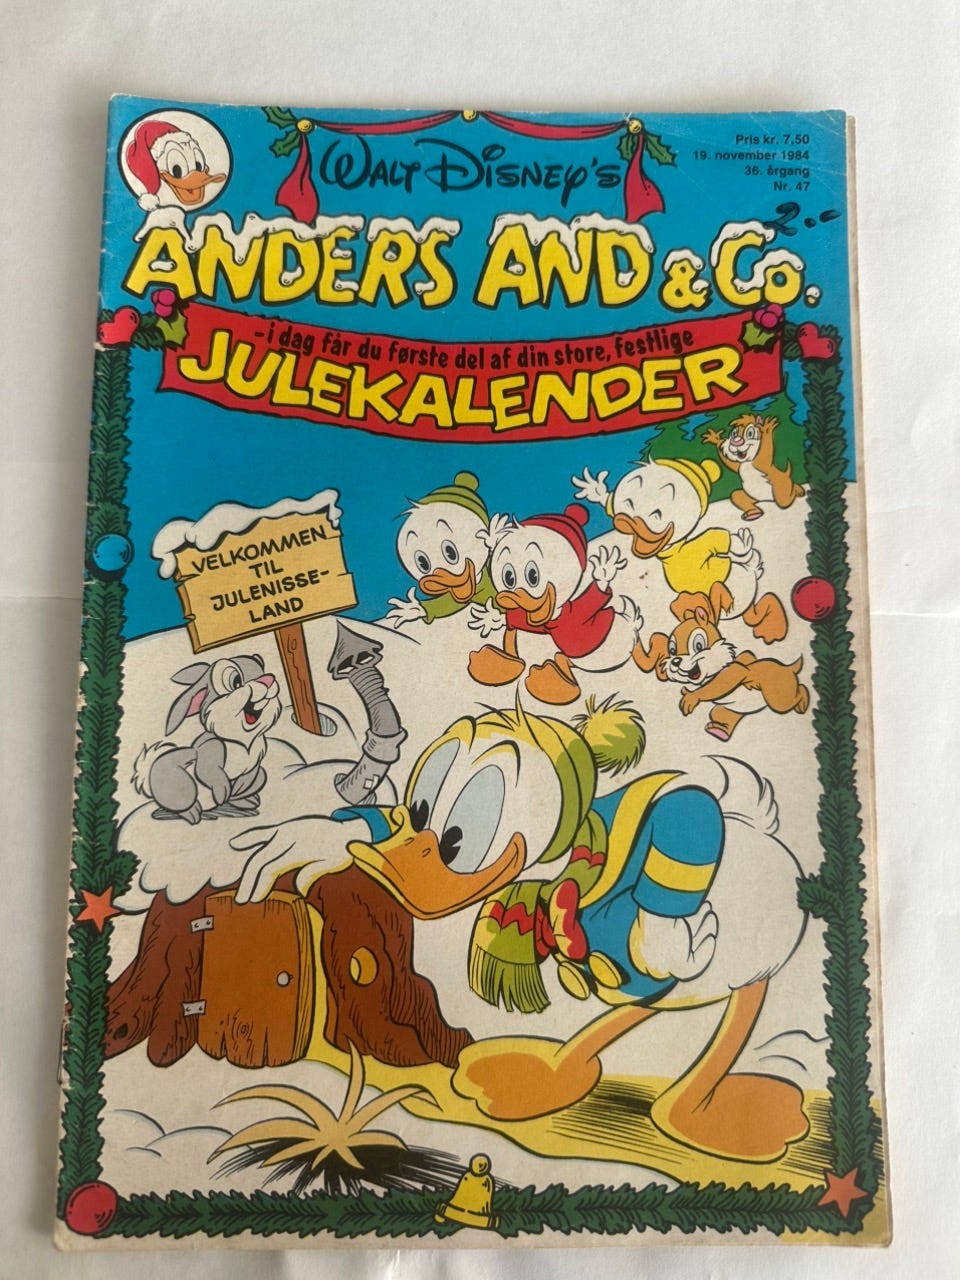 WALT DISNEY'S
Pris kr. 7,50
19. november 1984
36. årgang
Nr. 47
2.-
ANDERS AND & Co.
- i dag får du første del af din store, festlige
JULEKALENDER
VELKOMMEN
TIL
JULENISSE-
LAND